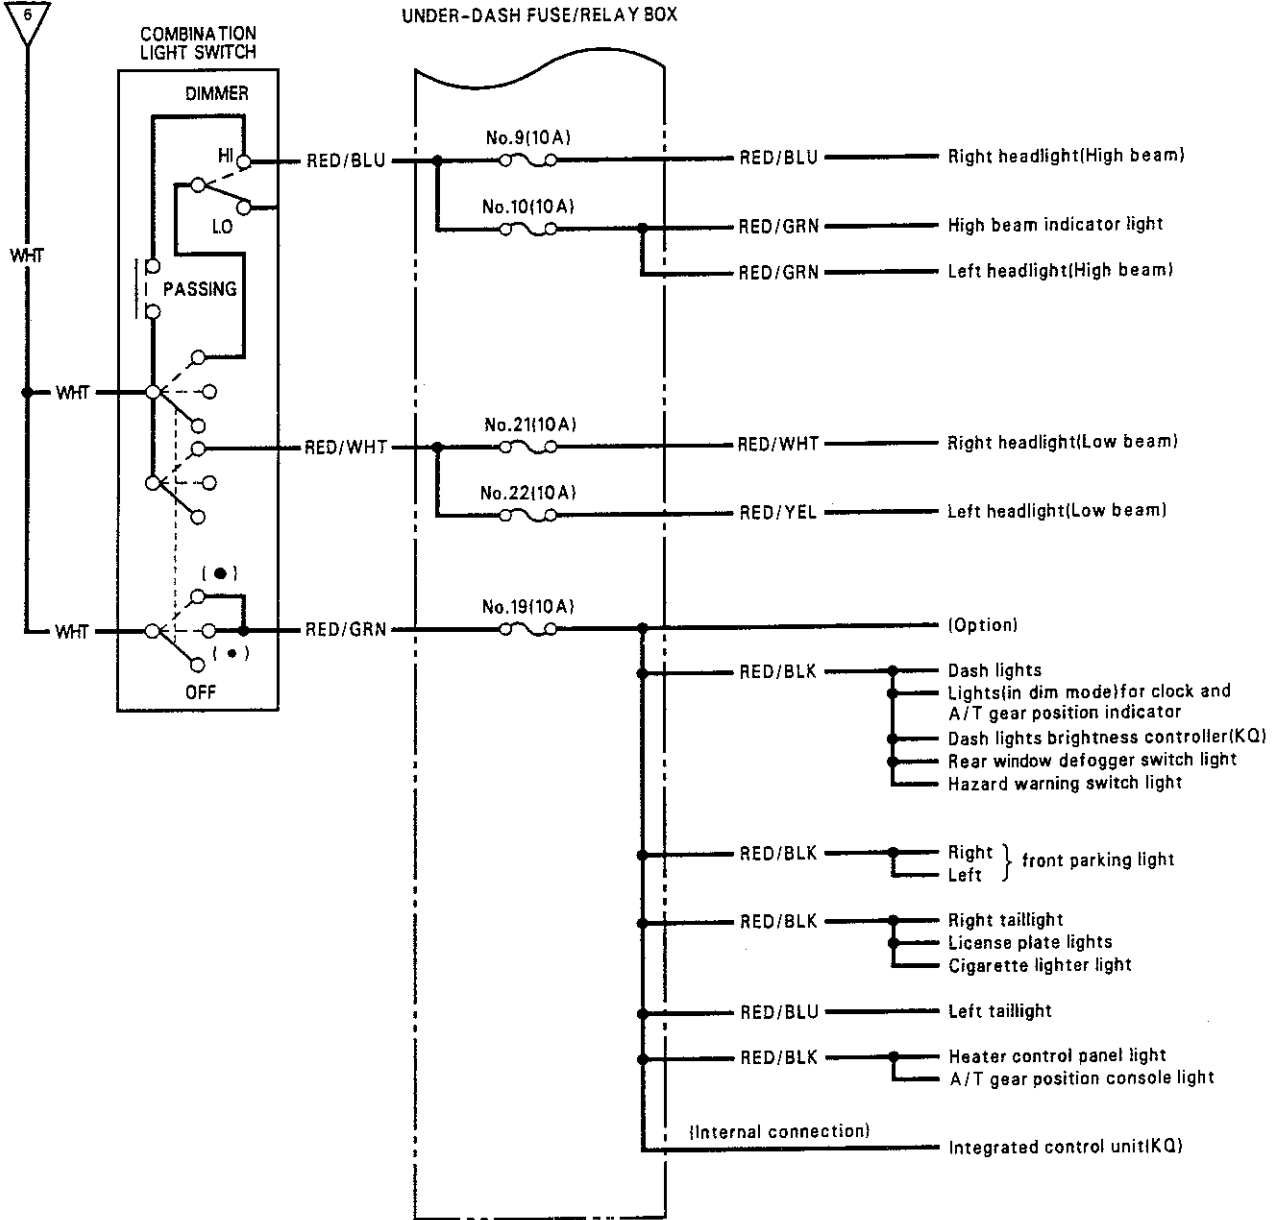 6
UNDER-DASH FUSE/RELAY BOX
COMBINATION
LIGHT SWITCH
DIMMER
HI
LO
PASSING
WHT
WHT
WHT
(●)
(•)
OFF
RED/BLU
No.9(10A)
RED/BLU
Right headlight(High beam)
No.10(10A)
RED/GRN
High beam indicator light
RED/GRN
Left headlight(High beam)
RED/WHT
No.21(10A)
RED/WHT
Right headlight(Low beam)
No.22(10A)
RED/YEL
Left headlight(Low beam)
RED/GRN
No.19(10A)
(Option)
RED/BLK
Dash lights
Lights(in dim mode)for clock and
A/T gear position indicator
Dash lights brightness controller(KQ)
Rear window defogger switch light
Hazard warning switch light
RED/BLK
Right
Left
} front parking light
RED/BLK
Right taillight
License plate lights
Cigarette lighter light
RED/BLU
Left taillight
RED/BLK
Heater control panel light
A/T gear position console light
(Internal connection)
Integrated control unit(KQ)